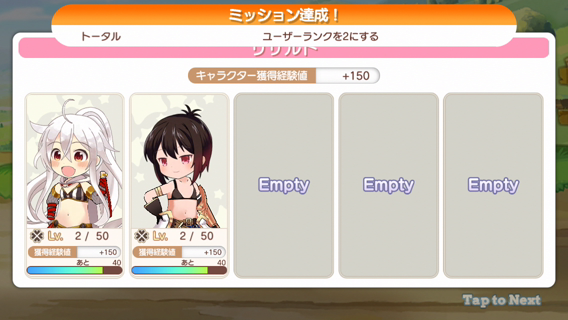 ミッション達成！
トータル ユーザーランクを2にする
リザルト
キャラクター獲得経験値 +150
Empty Empty Empty
Lv. 2 / 50 Lv. 2 / 50
獲得経験値 +150 獲得経験値 +150
あと 40 あと 40
Tap to Next